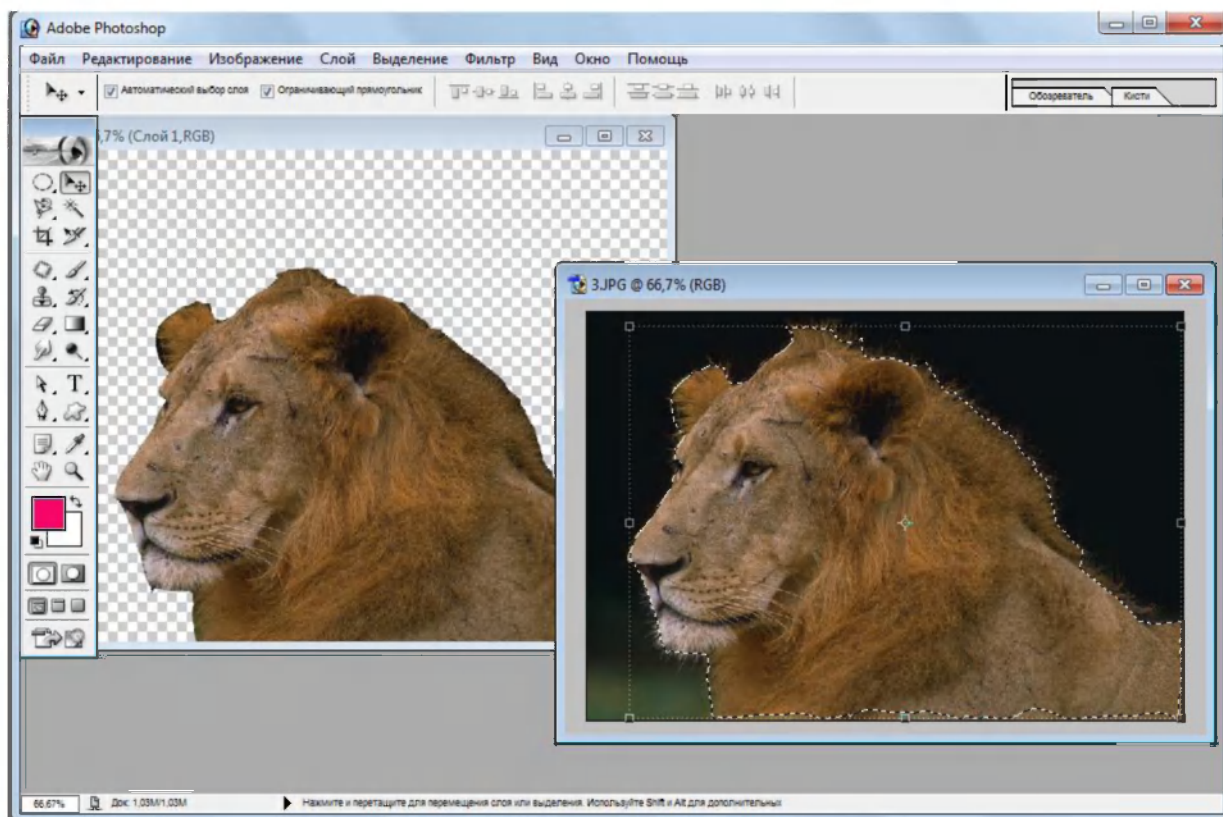 Adobe Photoshop
Файл Редактирование Изображение Слой Выделение Фильтр Вид Окно Помощь
Автоматический выбор слоя Ограничивающий прямоугольник
Обозреватель Кисти
,7% (Слой 1,RGB)
3.JPG @ 66,7% (RGB)
T
66.67% Док: 1,03M/1,03M Нажмите и перетащите для перемещения слоя или выделения. Используйте Shift и Alt для дополнительных